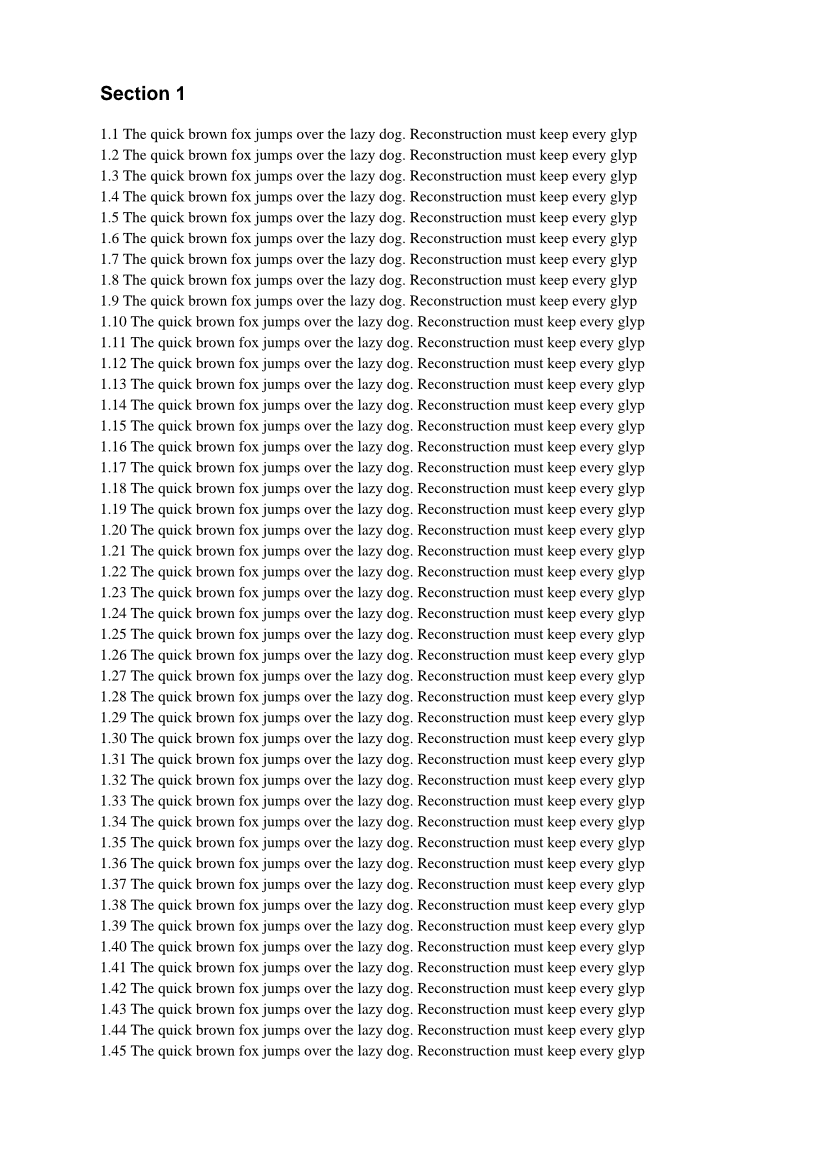 Section 1
1.1 The quick brown fox jumps over the lazy dog. Reconstruction must keep every glyp
1.2 The quick brown fox jumps over the lazy dog. Reconstruction must keep every glyp
1.3 The quick brown fox jumps over the lazy dog. Reconstruction must keep every glyp
1.4 The quick brown fox jumps over the lazy dog. Reconstruction must keep every glyp
1.5 The quick brown fox jumps over the lazy dog. Reconstruction must keep every glyp
1.6 The quick brown fox jumps over the lazy dog. Reconstruction must keep every glyp
1.7 The quick brown fox jumps over the lazy dog. Reconstruction must keep every glyp
1.8 The quick brown fox jumps over the lazy dog. Reconstruction must keep every glyp
1.9 The quick brown fox jumps over the lazy dog. Reconstruction must keep every glyp
1.10 The quick brown fox jumps over the lazy dog. Reconstruction must keep every glyp
1.11 The quick brown fox jumps over the lazy dog. Reconstruction must keep every glyp
1.12 The quick brown fox jumps over the lazy dog. Reconstruction must keep every glyp
1.13 The quick brown fox jumps over the lazy dog. Reconstruction must keep every glyp
1.14 The quick brown fox jumps over the lazy dog. Reconstruction must keep every glyp
1.15 The quick brown fox jumps over the lazy dog. Reconstruction must keep every glyp
1.16 The quick brown fox jumps over the lazy dog. Reconstruction must keep every glyp
1.17 The quick brown fox jumps over the lazy dog. Reconstruction must keep every glyp
1.18 The quick brown fox jumps over the lazy dog. Reconstruction must keep every glyp
1.19 The quick brown fox jumps over the lazy dog. Reconstruction must keep every glyp
1.20 The quick brown fox jumps over the lazy dog. Reconstruction must keep every glyp
1.21 The quick brown fox jumps over the lazy dog. Reconstruction must keep every glyp
1.22 The quick brown fox jumps over the lazy dog. Reconstruction must keep every glyp
1.23 The quick brown fox jumps over the lazy dog. Reconstruction must keep every glyp
1.24 The quick brown fox jumps over the lazy dog. Reconstruction must keep every glyp
1.25 The quick brown fox jumps over the lazy dog. Reconstruction must keep every glyp
1.26 The quick brown fox jumps over the lazy dog. Reconstruction must keep every glyp
1.27 The quick brown fox jumps over the lazy dog. Reconstruction must keep every glyp
1.28 The quick brown fox jumps over the lazy dog. Reconstruction must keep every glyp
1.29 The quick brown fox jumps over the lazy dog. Reconstruction must keep every glyp
1.30 The quick brown fox jumps over the lazy dog. Reconstruction must keep every glyp
1.31 The quick brown fox jumps over the lazy dog. Reconstruction must keep every glyp
1.32 The quick brown fox jumps over the lazy dog. Reconstruction must keep every glyp
1.33 The quick brown fox jumps over the lazy dog. Reconstruction must keep every glyp
1.34 The quick brown fox jumps over the lazy dog. Reconstruction must keep every glyp
1.35 The quick brown fox jumps over the lazy dog. Reconstruction must keep every glyp
1.36 The quick brown fox jumps over the lazy dog. Reconstruction must keep every glyp
1.37 The quick brown fox jumps over the lazy dog. Reconstruction must keep every glyp
1.38 The quick brown fox jumps over the lazy dog. Reconstruction must keep every glyp
1.39 The quick brown fox jumps over the lazy dog. Reconstruction must keep every glyp
1.40 The quick brown fox jumps over the lazy dog. Reconstruction must keep every glyp
1.41 The quick brown fox jumps over the lazy dog. Reconstruction must keep every glyp
1.42 The quick brown fox jumps over the lazy dog. Reconstruction must keep every glyp
1.43 The quick brown fox jumps over the lazy dog. Reconstruction must keep every glyp
1.44 The quick brown fox jumps over the lazy dog. Reconstruction must keep every glyp
1.45 The quick brown fox jumps over the lazy dog. Reconstruction must keep every glyp